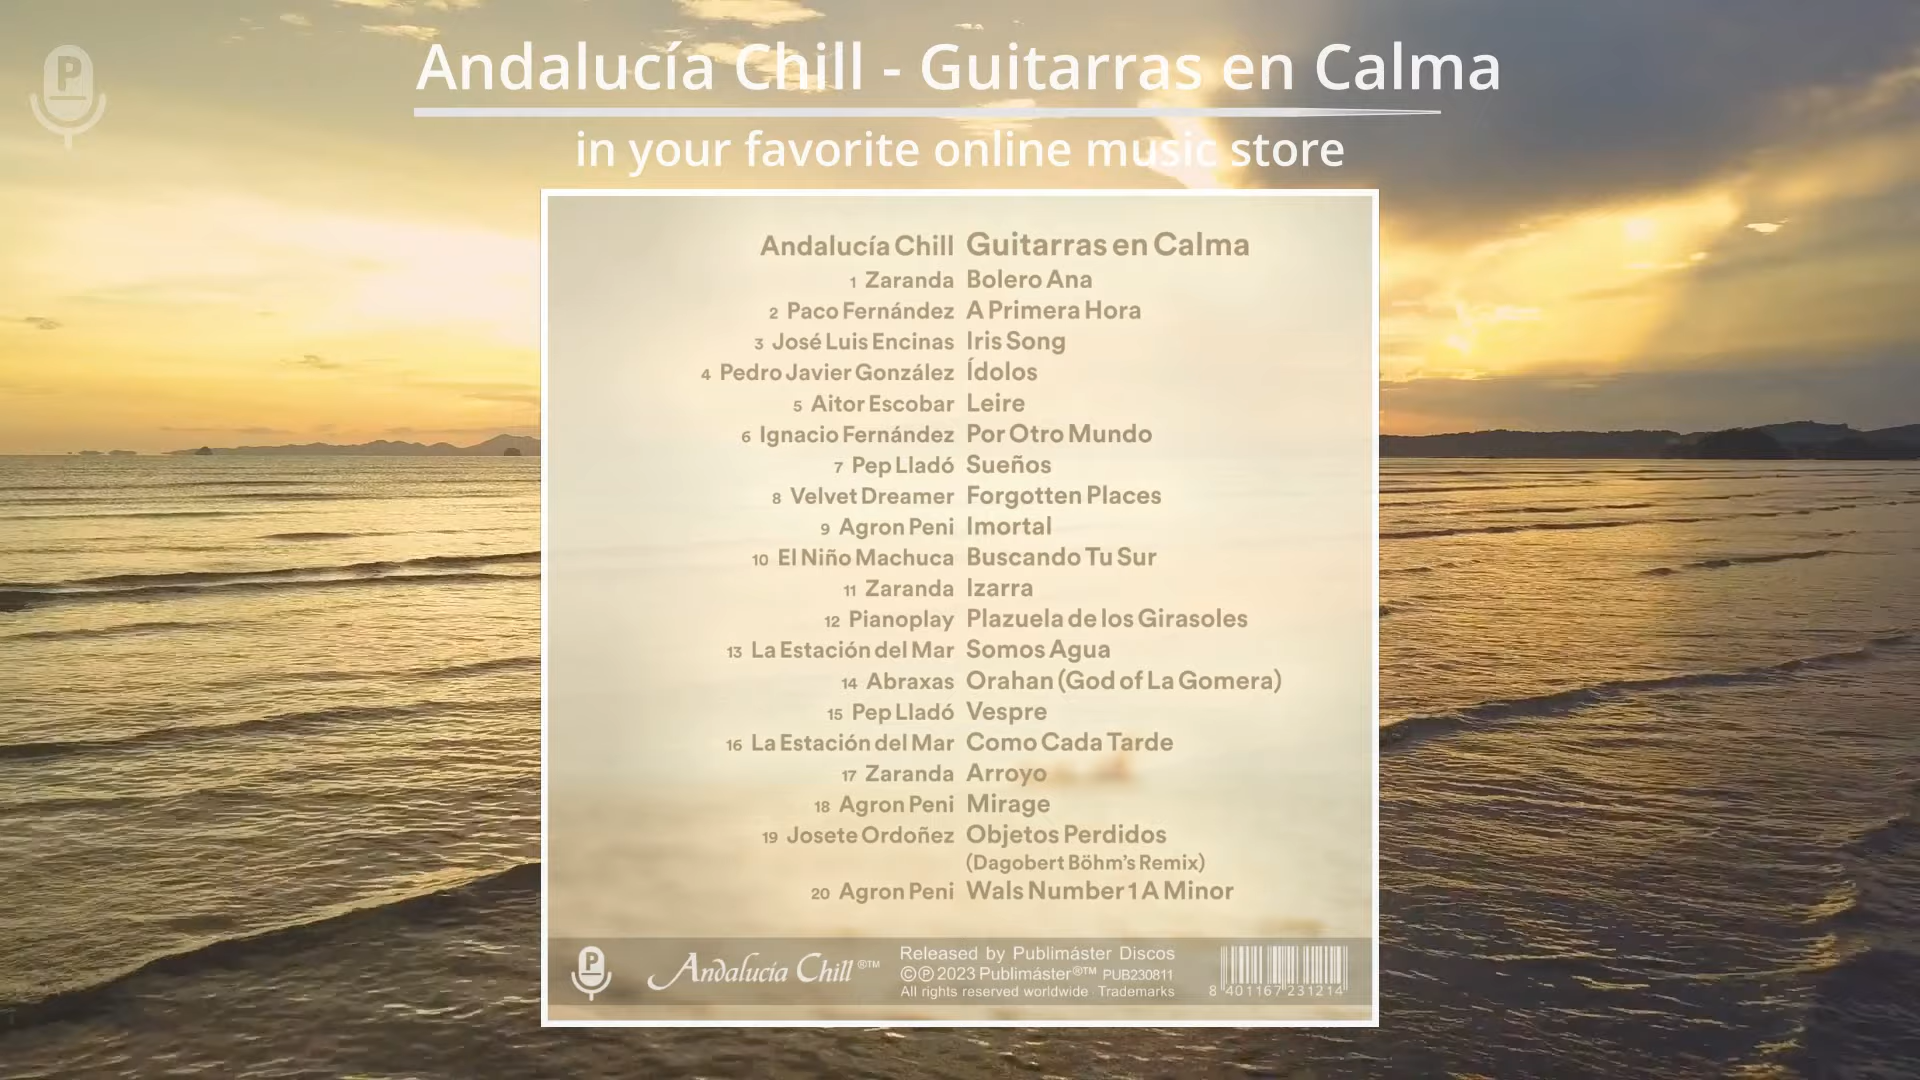 Andalucía Chill - Guitarras en Calma
in your favorite online music store
Andalucía Chill Guitarras en Calma
1 Zaranda Bolero Ana
2 Paco Fernández A Primera Hora
3 José Luis Encinas Iris Song
4 Pedro Javier González Ídolos
5 Aitor Escobar Leire
6 Ignacio Fernández Por Otro Mundo
7 Pep Lladó Sueños
8 Velvet Dreamer Forgotten Places
9 Agron Peni Imortal
10 El Niño Machuca Buscando Tu Sur
11 Zaranda Izarra
12 Pianoplay Plazuela de los Girasoles
13 La Estación del Mar Somos Agua
14 Abraxas Orahan (God of La Gomera)
15 Pep Lladó Vespre
16 La Estación del Mar Como Cada Tarde
17 Zaranda Arroyo
18 Agron Peni Mirage
19 Josete Ordoñez Objetos Perdidos
(Dagobert Böhm's Remix)
20 Agron Peni Wals Number 1 A Minor
P
Andalucía Chill ®™
Released by Publimáster Discos
©℗ 2023 Publimáster®™ PUB230811
All rights reserved worldwide Trademarks
8 401167 231214